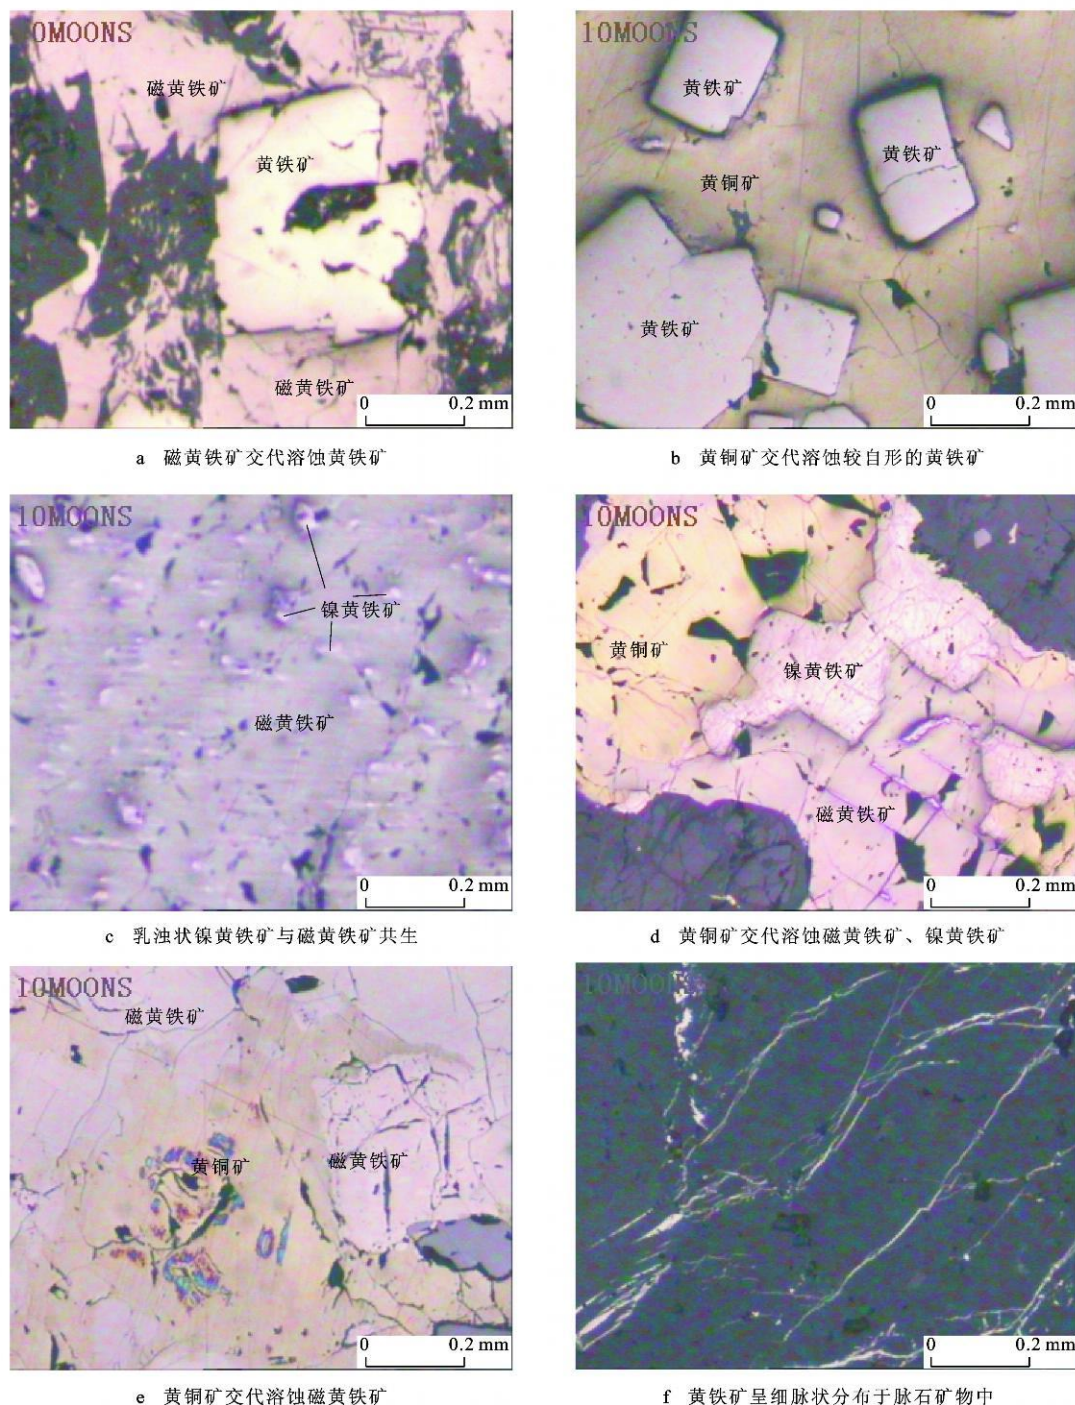 10MOONS
磁黄铁矿
黄铁矿
磁黄铁矿
0 0.2 mm
a 磁黄铁矿交代溶蚀黄铁矿
10MOONS
黄铁矿
黄铁矿
黄铜矿
黄铁矿
0 0.2 mm
b 黄铜矿交代溶蚀较自形的黄铁矿
10MOONS
镍黄铁矿
磁黄铁矿
0 0.2 mm
c 乳浊状镍黄铁矿与磁黄铁矿共生
10MOONS
黄铜矿
镍黄铁矿
磁黄铁矿
0 0.2 mm
d 黄铜矿交代溶蚀磁黄铁矿、镍黄铁矿
10MOONS
磁黄铁矿
黄铜矿
磁黄铁矿
0 0.2 mm
e 黄铜矿交代溶蚀磁黄铁矿
10MOONS
0 0.2 mm
f 黄铁矿呈细脉状分布于脉石矿物中